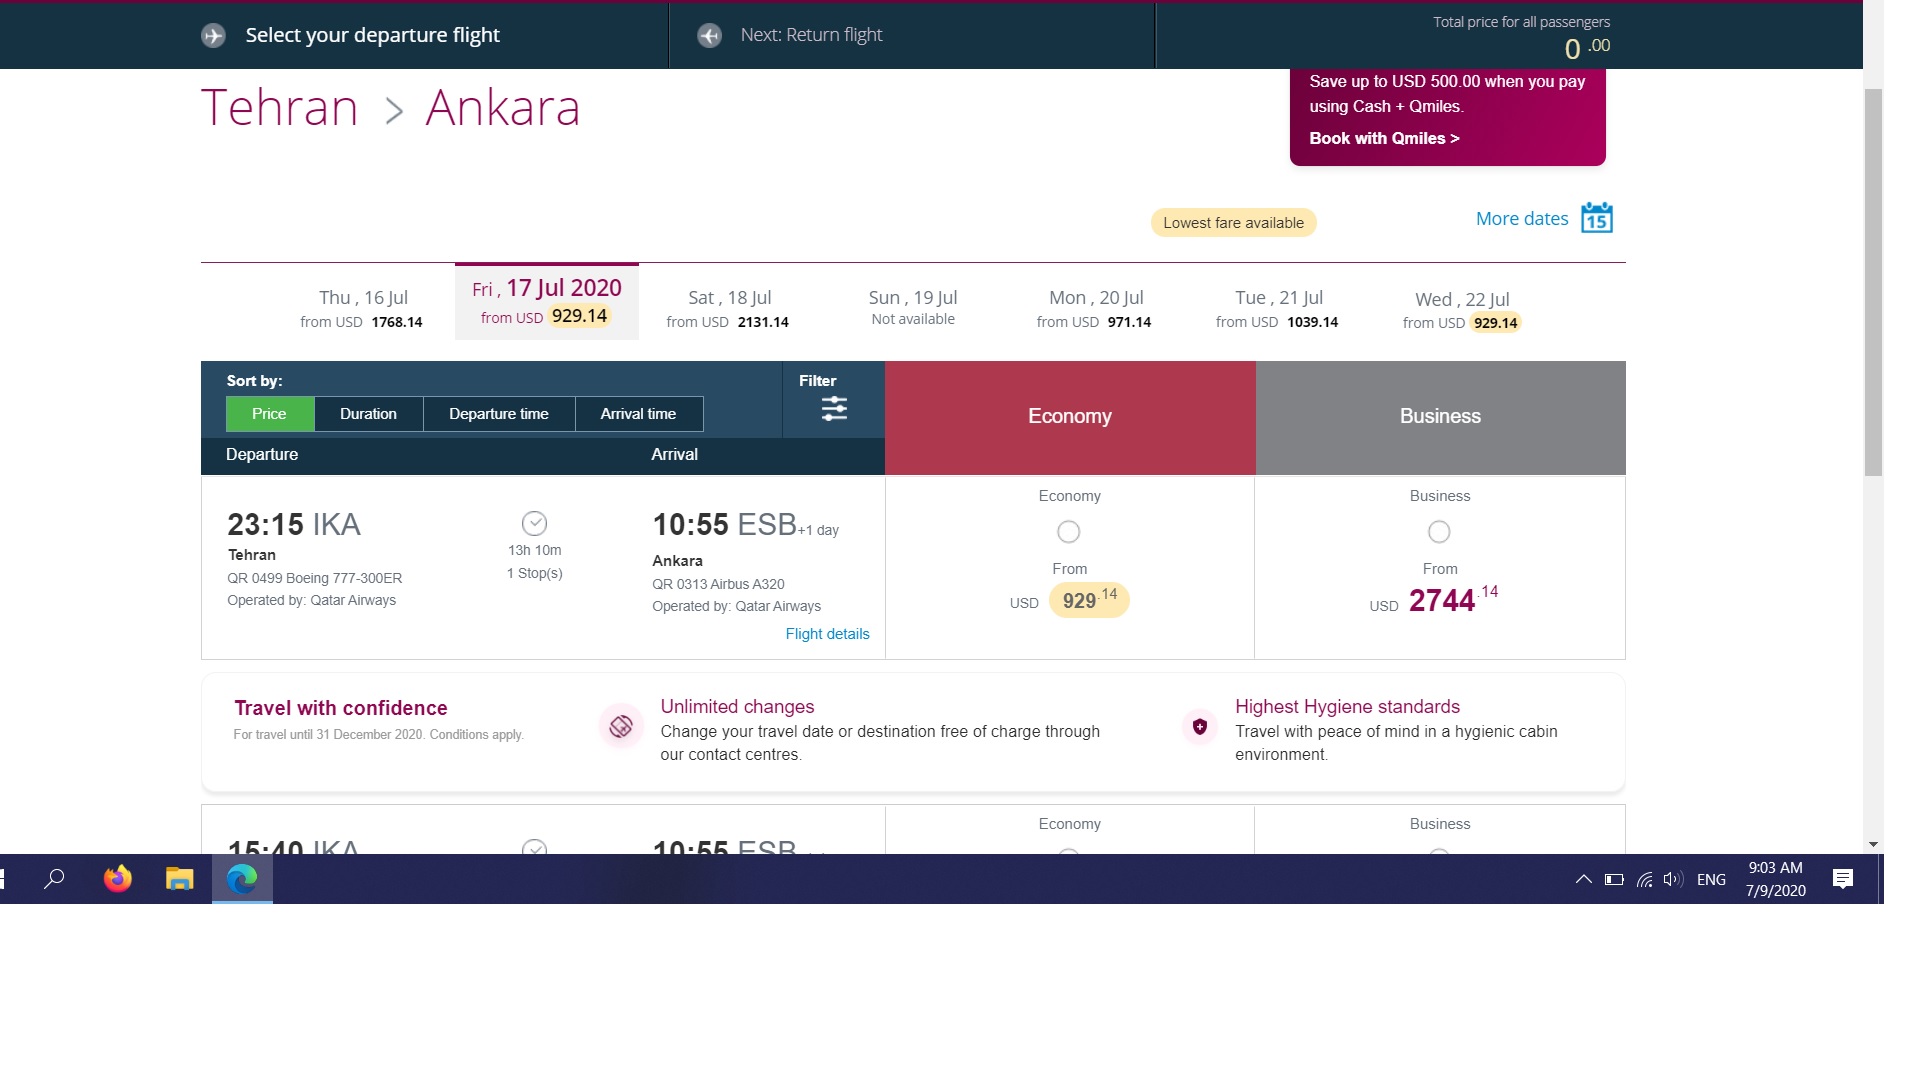 Select your departure flight
Next: Return flight
Total price for all passengers
0 .00
Tehran > Ankara
Save up to USD 500.00 when you pay
using Cash + Qmiles.
Book with Qmiles >
Lowest fare available
More dates
15
Thu , 16 Jul
from USD 1768.14
Fri , 17 Jul 2020
from USD 929.14
Sat , 18 Jul
from USD 2131.14
Sun , 19 Jul
Not available
Mon , 20 Jul
from USD 971.14
Tue , 21 Jul
from USD 1039.14
Wed , 22 Jul
from USD 929.14
Sort by:
Price
Duration
Departure time
Arrival time
Filter
Economy
Business
Departure
Arrival
23:15 IKA
Tehran
QR 0499 Boeing 777-300ER
Operated by: Qatar Airways
13h 10m
1 Stop(s)
10:55 ESB+1 day
Ankara
QR 0313 Airbus A320
Operated by: Qatar Airways
Flight details
Economy
From
USD 929.14
Business
From
USD 2744.14
Travel with confidence
For travel until 31 December 2020. Conditions apply.
Unlimited changes
Change your travel date or destination free of charge through
our contact centres.
Highest Hygiene standards
Travel with peace of mind in a hygienic cabin
environment.
15:40 IKA
10:55 ESB
Economy
Business
ENG
9:03 AM
7/9/2020